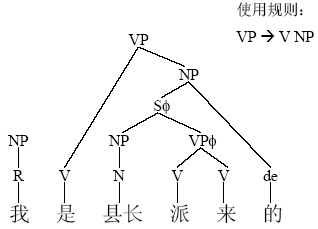 使用规则:
VP → V NP
VP
NP
Sφ
NP NP VPφ
R V N V V de
我 是 县长 派 来 的